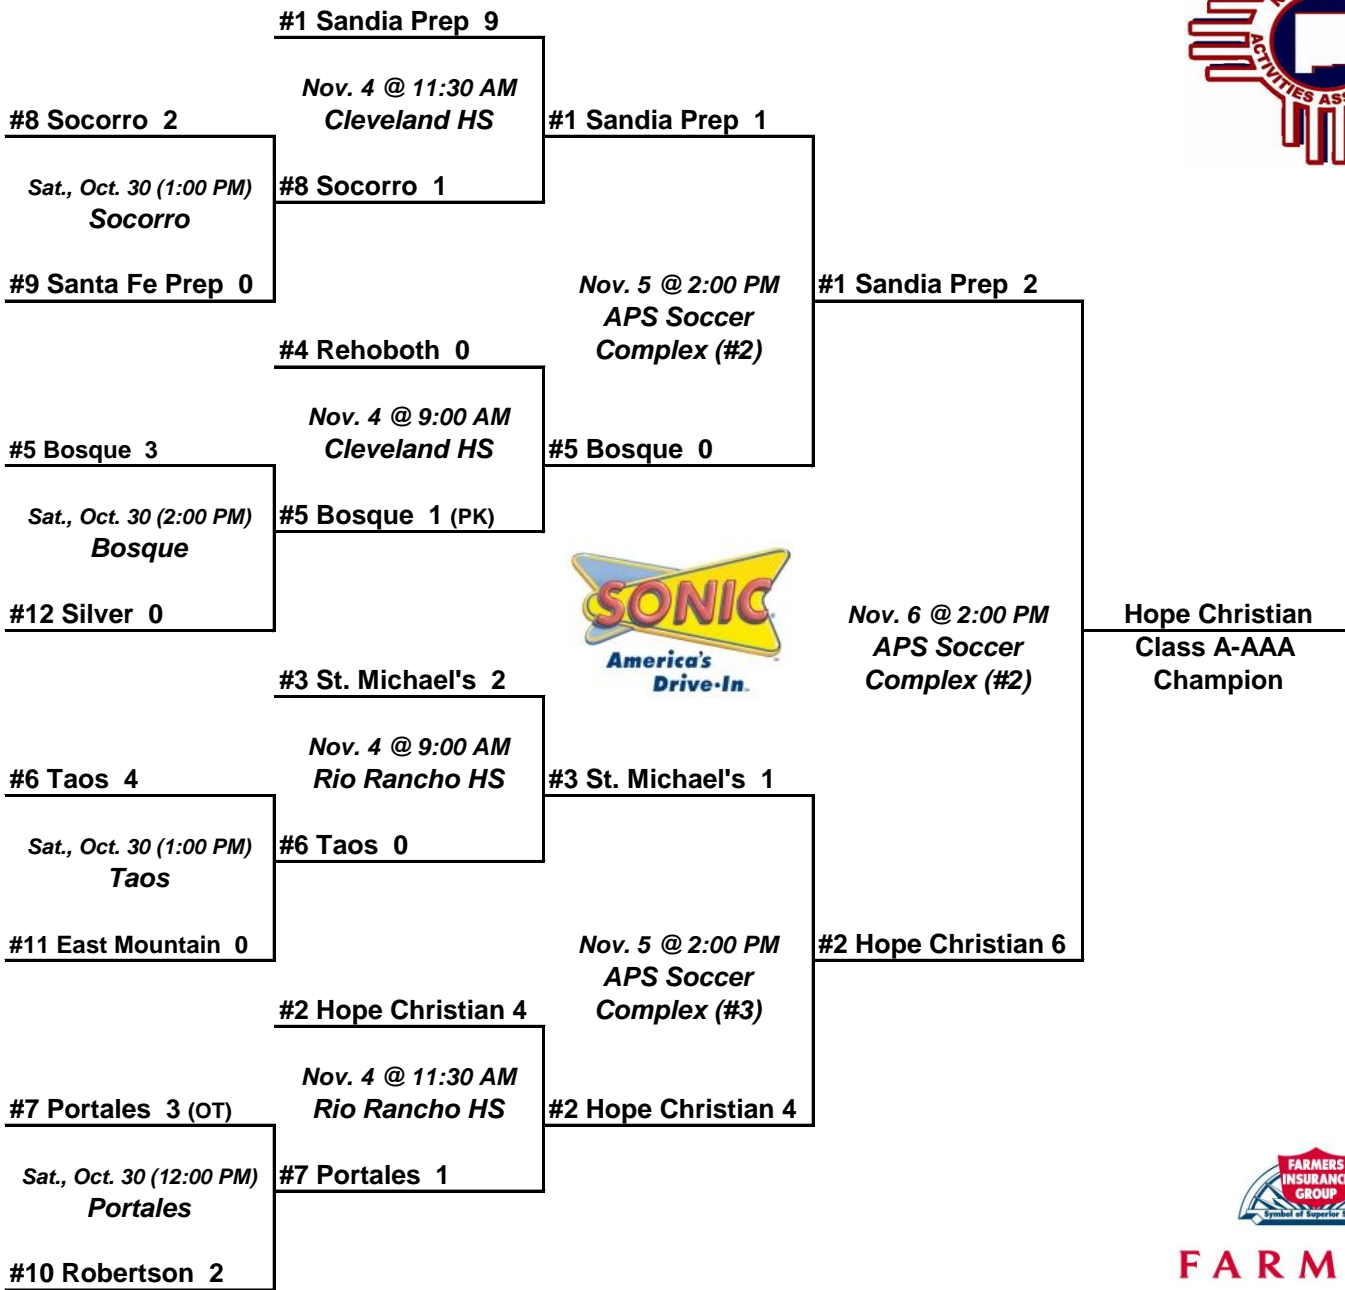 #1 Sandia Prep 9
Nov. 4 @ 11:30 AM
Cleveland HS
#8 Socorro 2
#1 Sandia Prep 1
Sat., Oct. 30 (1:00 PM)
Socorro
#8 Socorro 1
#9 Santa Fe Prep 0
Nov. 5 @ 2:00 PM
APS Soccer
Complex (#2)
#1 Sandia Prep 2
#4 Rehoboth 0
Nov. 4 @ 9:00 AM
Cleveland HS
#5 Bosque 3
#5 Bosque 0
Sat., Oct. 30 (2:00 PM)
Bosque
#5 Bosque 1 (PK)
#12 Silver 0
SONIC
America's
Drive-In.
Nov. 6 @ 2:00 PM
APS Soccer
Complex (#2)
Hope Christian
Class A-AAA
Champion
#3 St. Michael's 2
Nov. 4 @ 9:00 AM
Rio Rancho HS
#6 Taos 4
#3 St. Michael's 1
Sat., Oct. 30 (1:00 PM)
Taos
#6 Taos 0
#11 East Mountain 0
Nov. 5 @ 2:00 PM
APS Soccer
Complex (#3)
#2 Hope Christian 6
#2 Hope Christian 4
Nov. 4 @ 11:30 AM
Rio Rancho HS
#7 Portales 3 (OT)
#2 Hope Christian 4
Sat., Oct. 30 (12:00 PM)
Portales
#7 Portales 1
#10 Robertson 2
ACTIVITIES ASS
FARMERS
INSURANC
GROUP
Symbol of Superior S
FARM